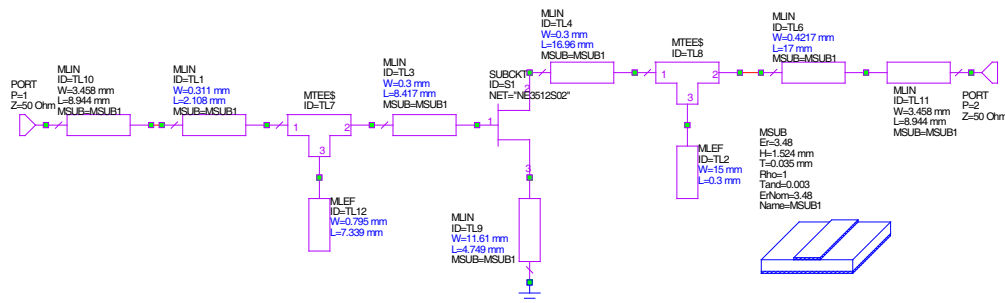 PORT
P=1
Z=50 Ohm
MLIN
ID=TL10
W=3.458 mm
L=8.944 mm
MSUB=MSUB1
MLIN
ID=TL1
W=0.311 mm
L=2.108 mm
MSUB=MSUB1
MTEE$
ID=TL7
1
2
3
MLEF
ID=TL12
W=0.795 mm
L=7.339 mm
MLIN
ID=TL3
W=0.3 mm
L=8.417 mm
MSUB=MSUB1
SUBCKT
ID=S1
NET="NE3512S02"
1
2
3
MLIN
ID=TL9
W=11.61 mm
L=4.749 mm
MSUB=MSUB1
MLIN
ID=TL4
W=0.3 mm
L=16.96 mm
MSUB=MSUB1
MTEE$
ID=TL8
1
2
3
MLEF
ID=TL2
W=15 mm
L=0.3 mm
MLIN
ID=TL6
W=0.4217 mm
L=17 mm
MSUB=MSUB1
MLIN
ID=TL11
W=3.458 mm
L=8.944 mm
MSUB=MSUB1
PORT
P=2
Z=50 Ohm
MSUB
Er=3.48
H=1.524 mm
T=0.035 mm
Rho=1
Tand=0.003
ErNom=3.48
Name=MSUB1